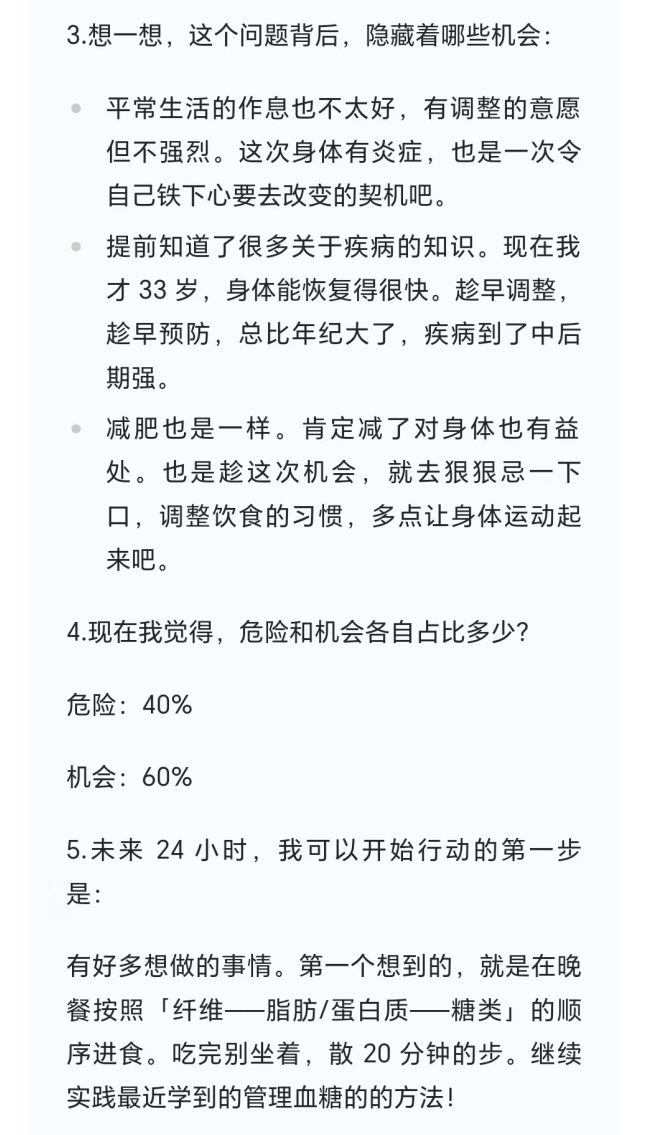 3.想一想，这个问题背后，隐藏着哪些机会：
平常生活的作息也不太好，有调整的意愿
但不强烈。这次身体有炎症，也是一次令
自己铁下心要去改变的契机吧。
提前知道了很多关于疾病的知识。现在我
才 33 岁，身体能恢复得很快。趁早调整，
趁早预防，总比年纪大了，疾病到了中后
期强。
减肥也是一样。肯定减了对身体也有益
处。也是趁这次机会，就去狠狠忌一下
口，调整饮食的习惯，多点让身体运动起
来吧。
4.现在我觉得，危险和机会各自占比多少？
危险：40%
机会：60%
5.未来 24 小时，我可以开始行动的第一步
是：
有好多想做的事情。第一个想到的，就是在晚
餐按照「纤维——脂肪/蛋白质——糖类」的顺
序进食。吃完别坐着，散 20 分钟的步。继续
实践最近学到的管理血糖的的方法！